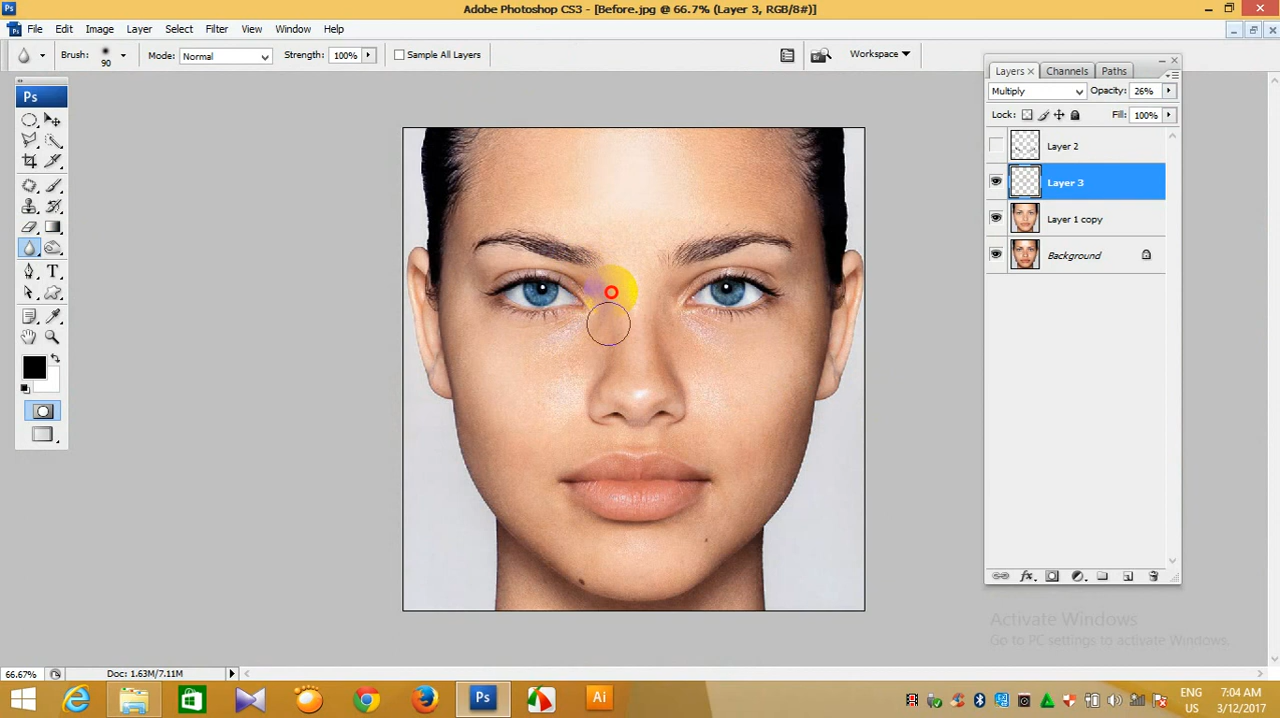 Ps Adobe Photoshop CS3 - [Before.jpg @ 66.7% (Layer 3, RGB/8#)]
File Edit Image Layer Select Filter View Window Help
Brush: 90 Mode: Normal Strength: 100% Sample All Layers Workspace
Ps
T
Layers Channels Paths
Multiply Opacity: 26%
Lock: Fill: 100%
Layer 2
Layer 3
Layer 1 copy
Background
fx
Activate Windows
Go to PC settings to activate Windows.
66.67% Doc: 1.63M/7.11M
Ps Ai
ENG 7:04 AM
US 3/12/2017